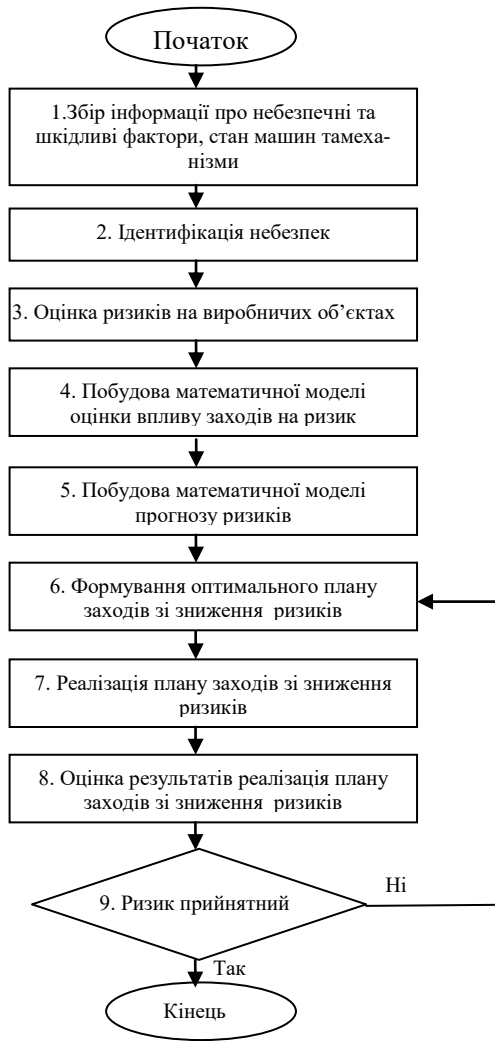 Початок
1.Збір інформації про небезпечні та
шкідливі фактори, стан машин тамеха-
нізми
2. Ідентифікація небезпек
3. Оцінка ризиків на виробничих об’єктах
4. Побудова математичної моделі
оцінки впливу заходів на ризик
5. Побудова математичної моделі
прогнозу ризиків
6. Формування оптимального плану
заходів зі зниження ризиків
7. Реалізація плану заходів зі зниження
ризиків
8. Оцінка результатів реалізація плану
заходів зі зниження ризиків
9. Ризик прийнятний
Ні
Так
Кінець